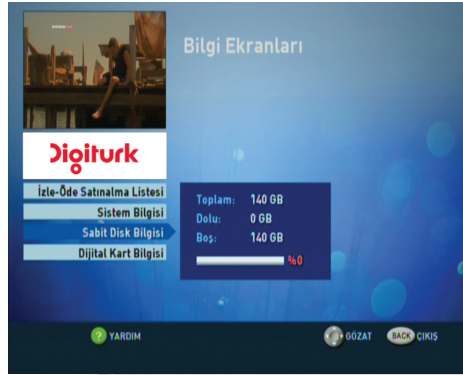 Bilgi Ekranları
Digiturk
İzle-Öde Satınalma Listesi
Sistem Bilgisi
Sabit Disk Bilgisi
Dijital Kart Bilgisi
Toplam: 140 GB
Dolu: 0 GB
Boş: 140 GB
%0
? YARDIM
GÖZAT
BACK ÇIKIŞ